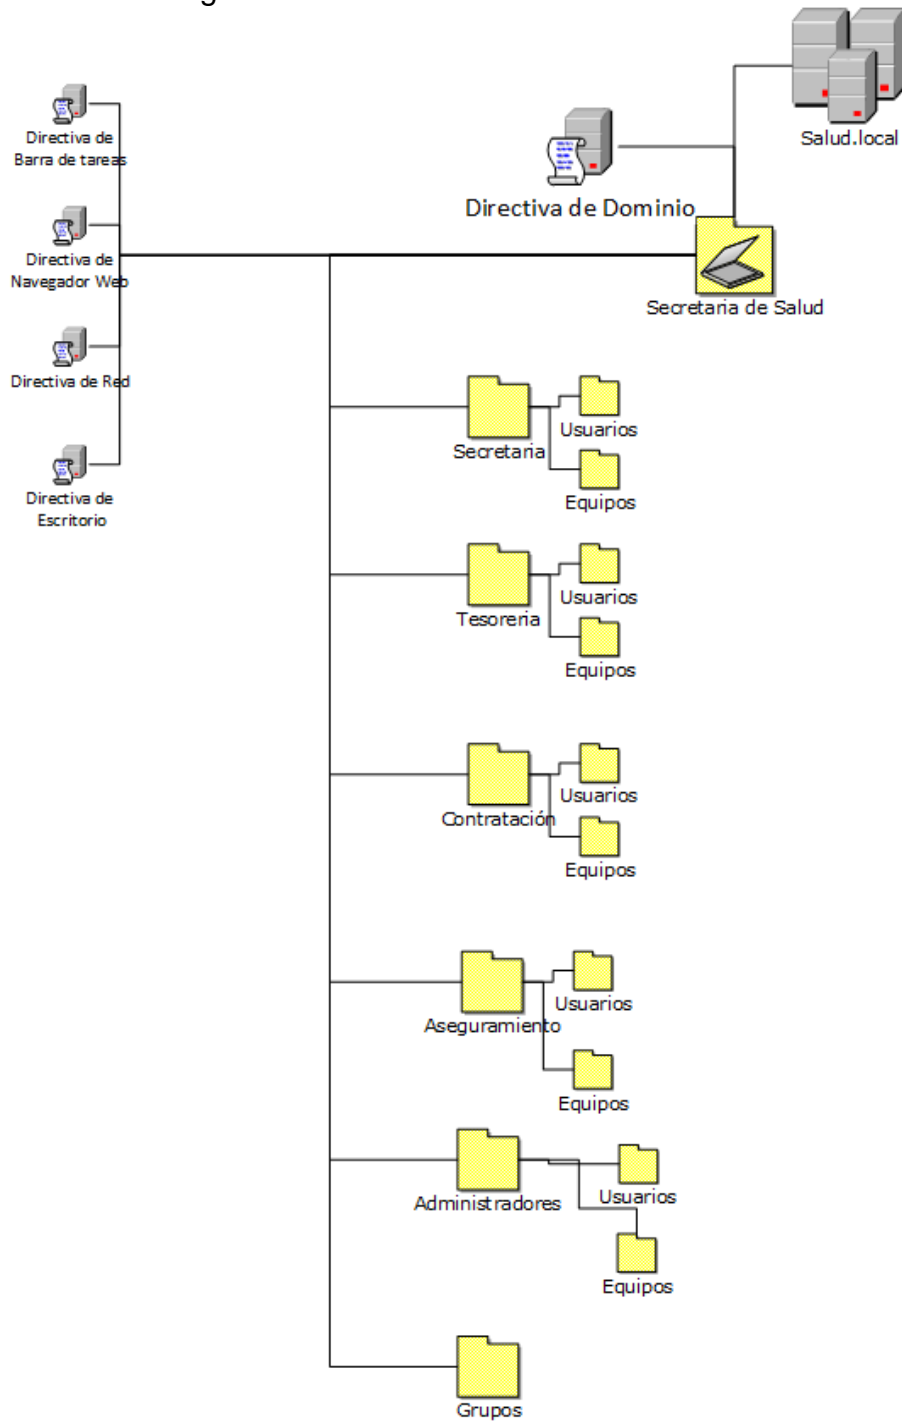 Salud.local
Directiva de
Barra de tareas
Directiva de Dominio
Directiva de
Navegador Web
Secretaria de Salud
Directiva de Red
Usuarios
Secretaria
Equipos
Directiva de
Escritorio
Usuarios
Tesoreria
Equipos
Usuarios
Contratación
Equipos
Usuarios
Aseguramiento
Equipos
Usuarios
Administradores
Equipos
Grupos